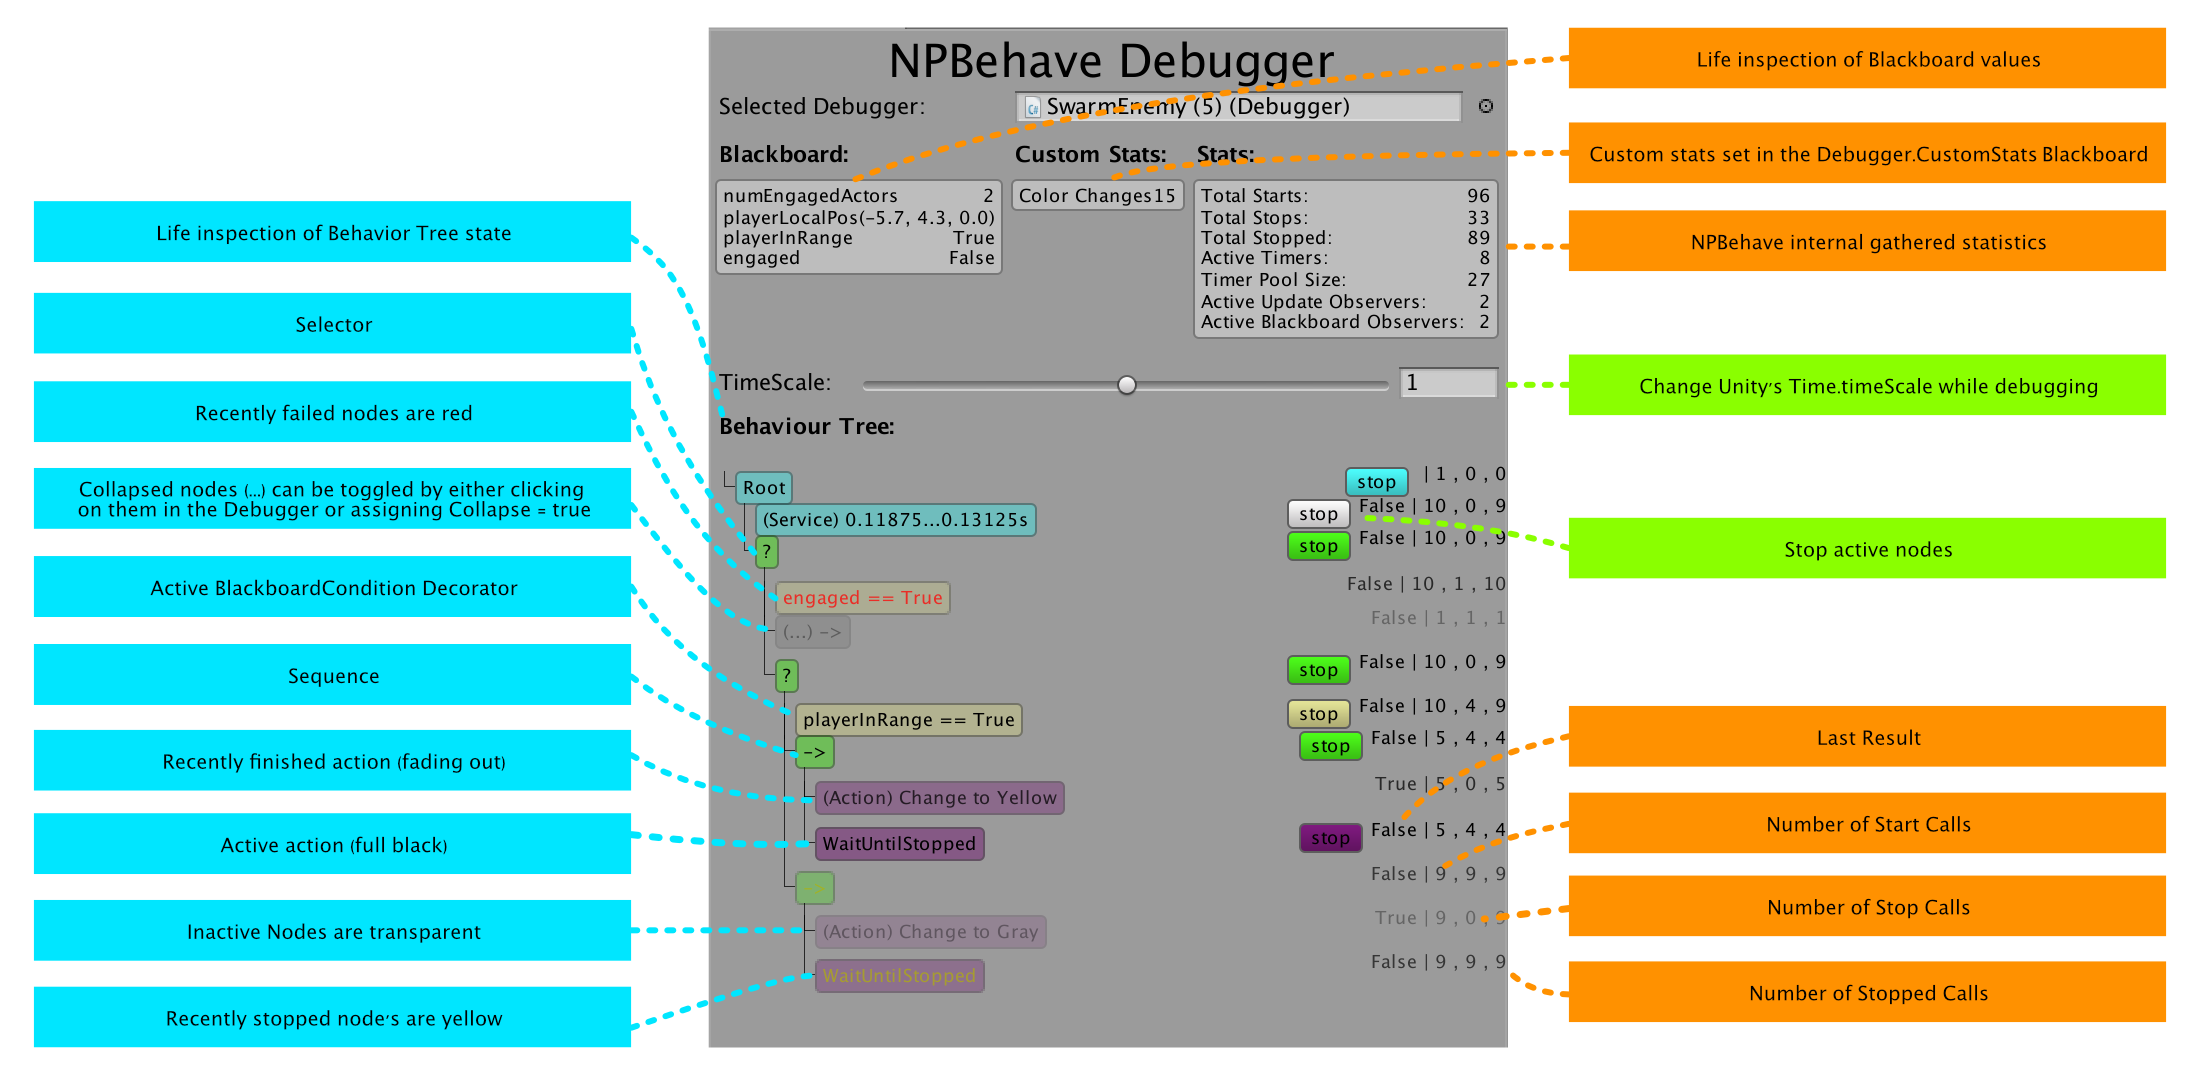 NPBehave Debugger
Selected Debugger:
SwarmEnemy (5) (Debugger)
Blackboard:
numEngagedActors 2
playerLocalPos(-5.7, 4.3, 0.0)
playerInRange True
engaged False
Custom Stats:
Color Changes15
Stats:
Total Starts: 96
Total Stops: 33
Total Stopped: 89
Active Timers: 8
Timer Pool Size: 27
Active Update Observers: 2
Active Blackboard Observers: 2
TimeScale: 1
Behaviour Tree:
Root stop | 1 , 0 , 0
(Service) 0.11875...0.13125s stop False | 10 , 0 , 9
? stop False | 10 , 0 , 9
engaged == True False | 10 , 1 , 10
(...) -> False | 1 , 1 , 1
? stop False | 10 , 0 , 9
playerInRange == True stop False | 10 , 4 , 9
-> stop False | 5 , 4 , 4
(Action) Change to Yellow True | 5 , 0 , 5
WaitUntilStopped stop False | 5 , 4 , 4
-> False | 9 , 9 , 9
(Action) Change to Gray True | 9 , 0 , 9
WaitUntilStopped False | 9 , 9 , 9
Life inspection of Behavior Tree state
Selector
Recently failed nodes are red
Collapsed nodes (...) can be toggled by either clicking
on them in the Debugger or assigning Collapse = true
Active BlackboardCondition Decorator
Sequence
Recently finished action (fading out)
Active action (full black)
Inactive Nodes are transparent
Recently stopped node's are yellow
Life inspection of Blackboard values
Custom stats set in the Debugger.CustomStats Blackboard
NPBehave internal gathered statistics
Change Unity's Time.timeScale while debugging
Stop active nodes
Last Result
Number of Start Calls
Number of Stop Calls
Number of Stopped Calls